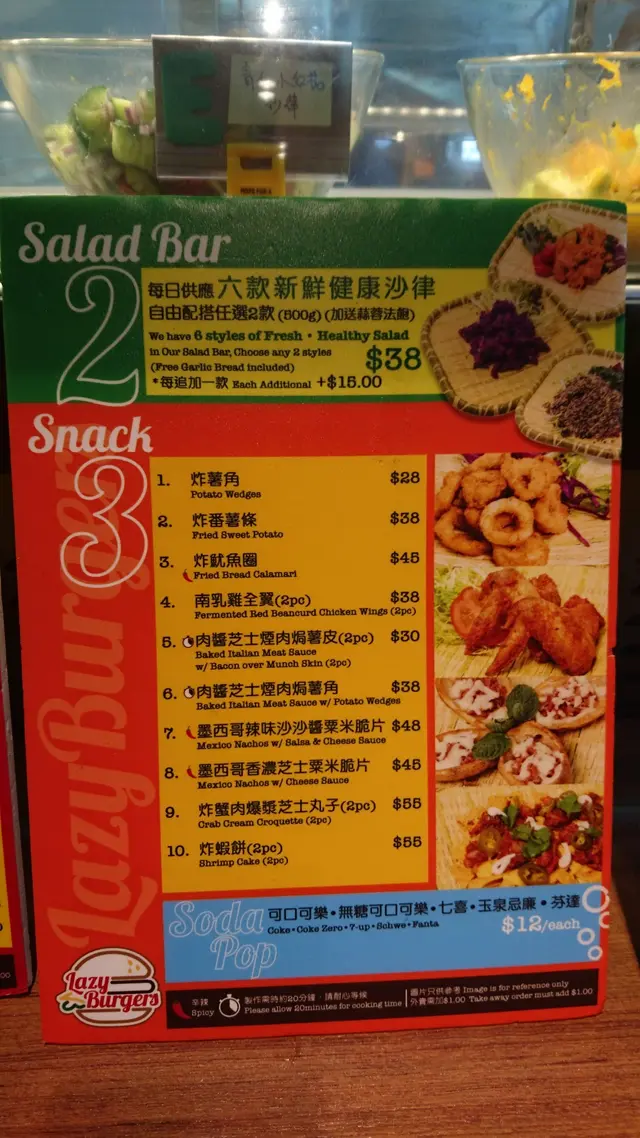 Salad Bar
2
每日供應 六款新鮮健康沙律
自由配搭任選2款 (500g) (加送蒜蓉法飽)
We have 6 styles of Fresh・Healthy Salad
in Our Salad Bar, Choose any 2 styles
(Free Garlic Bread included)
$38
*每追加一款 Each Additional +$15.00
Snack
3
LazyBurgers
1. 炸薯角 $28
Potato Wedges
2. 炸番薯條 $38
Fried Sweet Potato
3. 炸魷魚圈 $45
Fried Bread Calamari
4. 南乳雞全翼(2pc) $38
Fermented Red Beancurd Chicken Wings (2pc)
5. 肉醬芝士煙肉焗薯皮(2pc) $30
Baked Italian Meat Sauce
w/ Bacon over Munch Skin (2pc)
6. 肉醬芝士煙肉焗薯角 $38
Baked Italian Meat Sauce w/ Potato Wedges
7. 墨西哥辣味沙沙醬粟米脆片 $48
Mexico Nachos w/ Salsa & Cheese Sauce
8. 墨西哥香濃芝士粟米脆片 $45
Mexico Nachos w/ Cheese Sauce
9. 炸蟹肉爆漿芝士丸子(2pc) $55
Crab Cream Croquette (2pc)
10. 炸蝦餅(2pc) $55
Shrimp Cake (2pc)
Soda Pop
可口可樂・無糖可口可樂・七喜・玉泉忌廉・芬達
Coke・Coke Zero・7-up・Schwe・Fanta
$12/each
Lazy
Burgers
辛辣
Spicy
製作需時約20分鐘，請耐心等候
Please allow 20minutes for cooking time
圖片只供參考 Image is for reference only
外賣需加$1.00 Take away order must add $1.00